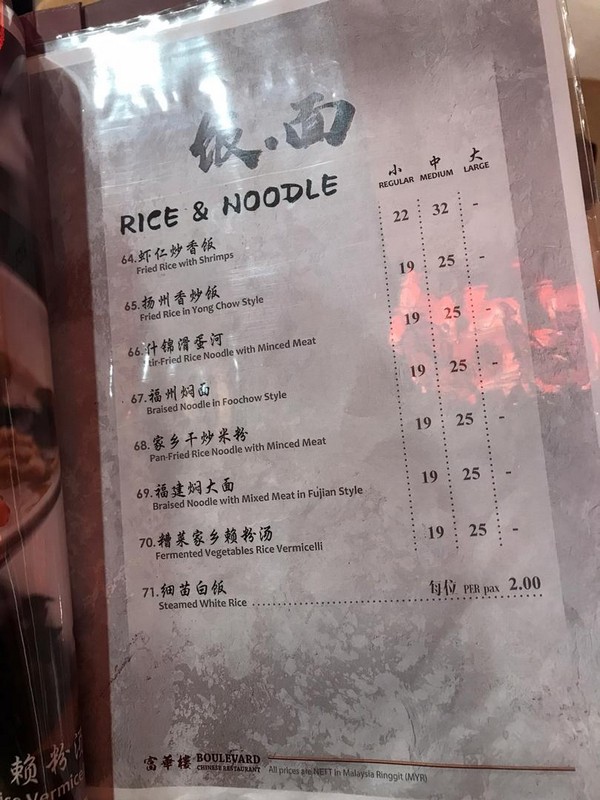 饭·面
RICE & NOODLE
小 中 大
REGULAR MEDIUM LARGE
64.虾仁炒香饭 22 32 -
Fried Rice with Shrimps
65.扬州香炒饭 19 25 -
Fried Rice in Yong Chow Style
66.什锦滑蛋河 19 25 -
Stir-Fried Rice Noodle with Minced Meat
67.福州焖面 19 25 -
Braised Noodle in Foochow Style
68.家乡干炒米粉 19 25 -
Pan-Fried Rice Noodle with Minced Meat
69.福建焖大面 19 25 -
Braised Noodle with Mixed Meat in Fujian Style
70.糟菜家乡赖粉汤 19 25 -
Fermented Vegetables Rice Vermicelli
71.细苗白饭 每位 PER pax 2.00
Steamed White Rice
赖粉汤
富華楼 BOULEVARD
CHINESE RESTAURANT
All prices are NETT in Malaysia Ringgit (MYR)